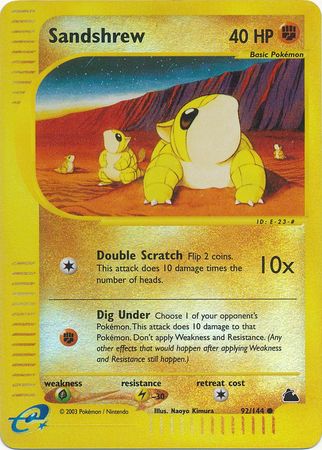 Sandshrew 40 HP
Basic Pokémon
ID: E-23-#
Double Scratch Flip 2 coins.
This attack does 10 damage times the
number of heads.
10x
Dig Under Choose 1 of your opponent's
Pokémon. This attack does 10 damage to that
Pokémon. Don't apply Weakness and Resistance. (Any
other effects that would happen after applying Weakness
and Resistance still happen.)
weakness resistance retreat cost
-30
e
© 2003 Pokémon / Nintendo Illus. Naoyo Kimura 92/144